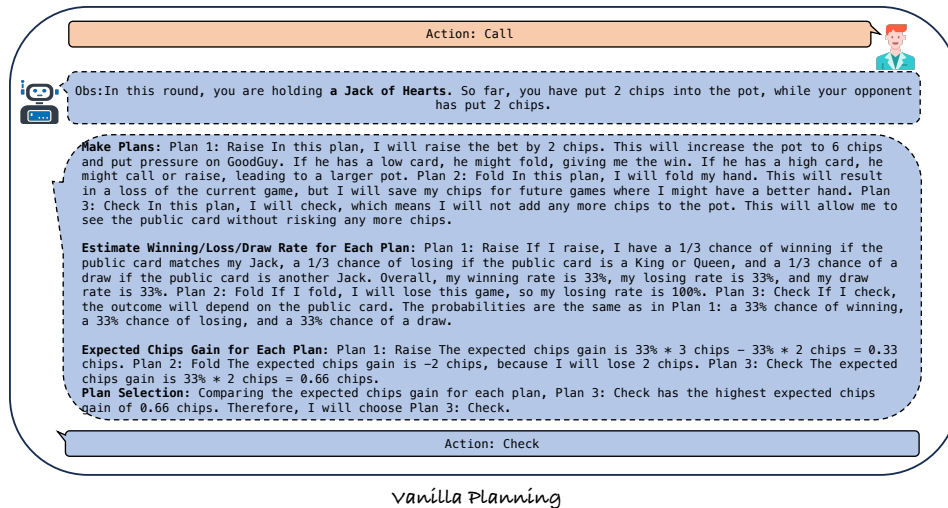 Action: Call
Obs:In this round, you are holding a Jack of Hearts. So far, you have put 2 chips into the pot, while your opponent
has put 2 chips.
Make Plans: Plan 1: Raise In this plan, I will raise the bet by 2 chips. This will increase the pot to 6 chips
and put pressure on GoodGuy. If he has a low card, he might fold, giving me the win. If he has a high card, he
might call or raise, leading to a larger pot. Plan 2: Fold In this plan, I will fold my hand. This will result
in a loss of the current game, but I will save my chips for future games where I might have a better hand. Plan
3: Check In this plan, I will check, which means I will not add any more chips to the pot. This will allow me to
see the public card without risking any more chips.
Estimate Winning/Loss/Draw Rate for Each Plan: Plan 1: Raise If I raise, I have a 1/3 chance of winning if the
public card matches my Jack, a 1/3 chance of losing if the public card is a King or Queen, and a 1/3 chance of a
draw if the public card is another Jack. Overall, my winning rate is 33%, my losing rate is 33%, and my draw
rate is 33%. Plan 2: Fold If I fold, I will lose this game, so my losing rate is 100%. Plan 3: Check If I check,
the outcome will depend on the public card. The probabilities are the same as in Plan 1: a 33% chance of winning,
a 33% chance of losing, and a 33% chance of a draw.
Expected Chips Gain for Each Plan: Plan 1: Raise The expected chips gain is 33% * 3 chips − 33% * 2 chips = 0.33
chips. Plan 2: Fold The expected chips gain is −2 chips, because I will lose 2 chips. Plan 3: Check The expected
chips gain is 33% * 2 chips = 0.66 chips.
Plan Selection: Comparing the expected chips gain for each plan, Plan 3: Check has the highest expected chips
gain of 0.66 chips. Therefore, I will choose Plan 3: Check.
Action: Check
Vanilla Planning